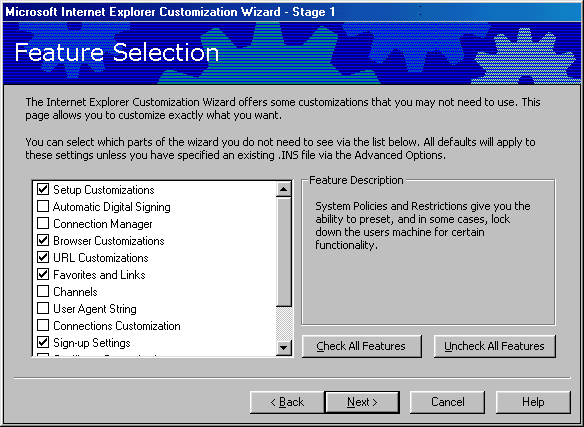 Microsoft Internet Explorer Customization Wizard - Stage 1
Feature Selection
The Internet Explorer Customization Wizard offers some customizations that you may not need to use. This
page allows you to customize exactly what you want.
You can select which parts of the wizard you do not need to see via the list below. All defaults will apply to
these settings unless you have specified an existing .INS file via the Advanced Options.
Setup Customizations
Automatic Digital Signing
Connection Manager
Browser Customizations
URL Customizations
Favorites and Links
Channels
User Agent String
Connections Customization
Sign-up Settings
Feature Description
System Policies and Restrictions give you the
ability to preset, and in some cases, lock
down the users machine for certain
functionality.
Check All Features
Uncheck All Features
< Back
Next >
Cancel
Help